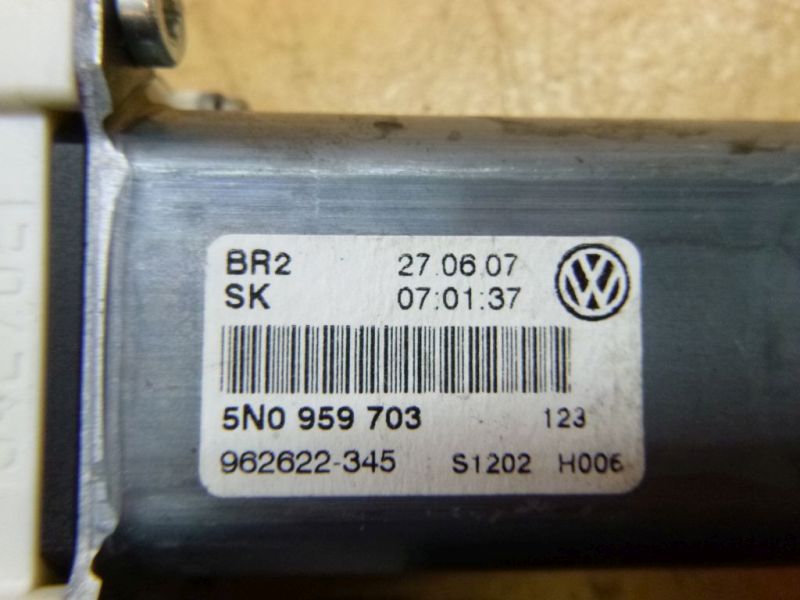 BR2 27.06.07
SK 07:01:37
5N0 959 703 123
962622-345 S1202 H006